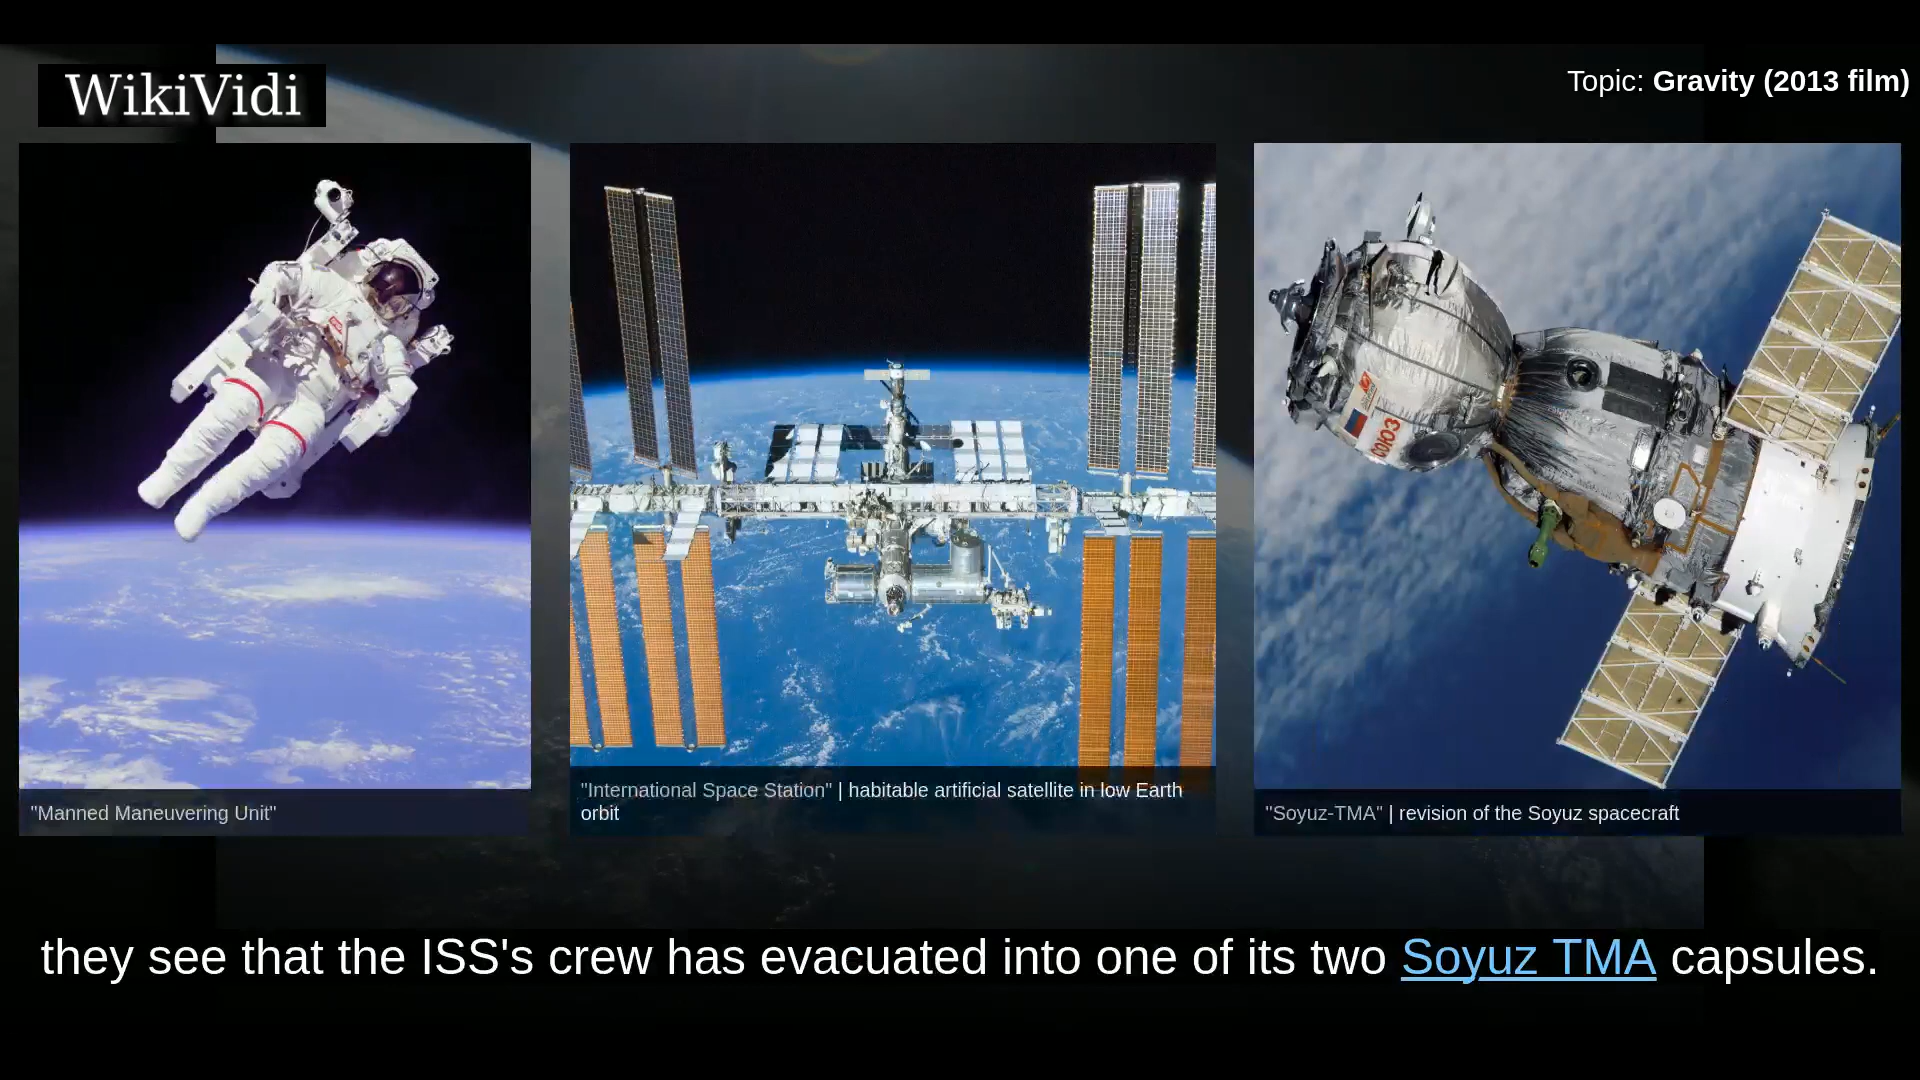 WikiVidi
Topic: Gravity (2013 film)
"Manned Maneuvering Unit"
"International Space Station" | habitable artificial satellite in low Earth
orbit
СОЮЗ
"Soyuz-TMA" | revision of the Soyuz spacecraft
they see that the ISS's crew has evacuated into one of its two Soyuz TMA capsules.